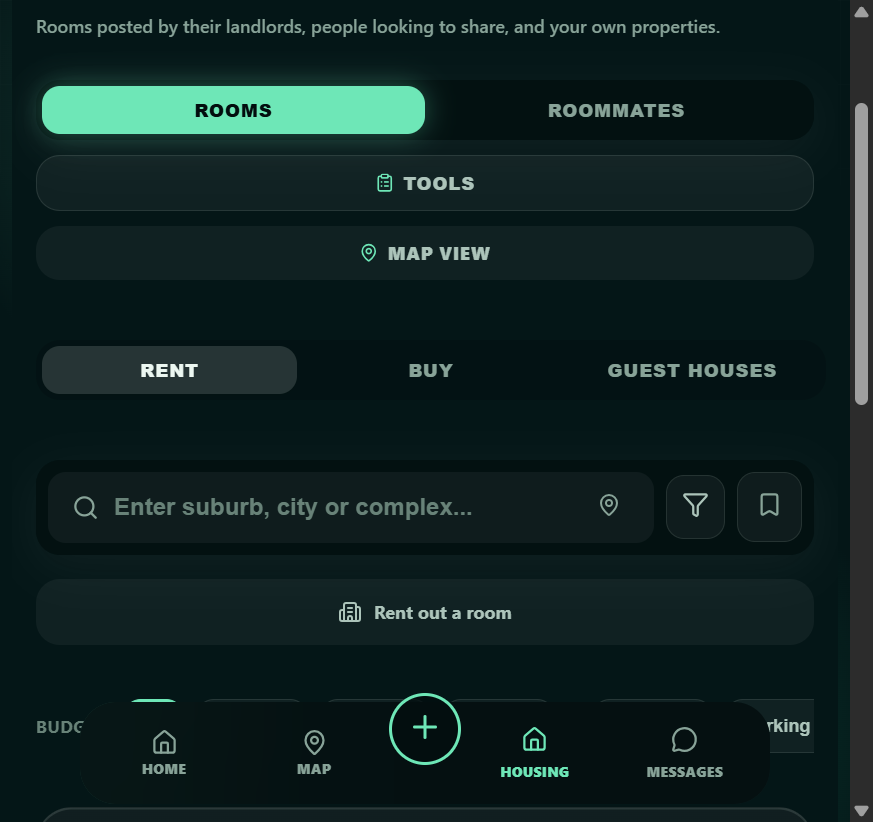 Rooms posted by their landlords, people looking to share, and your own properties.
ROOMS
ROOMMATES
TOOLS
MAP VIEW
RENT
BUY
GUEST HOUSES
Enter suburb, city or complex...
Rent out a room
HOME
MAP
HOUSING
MESSAGES